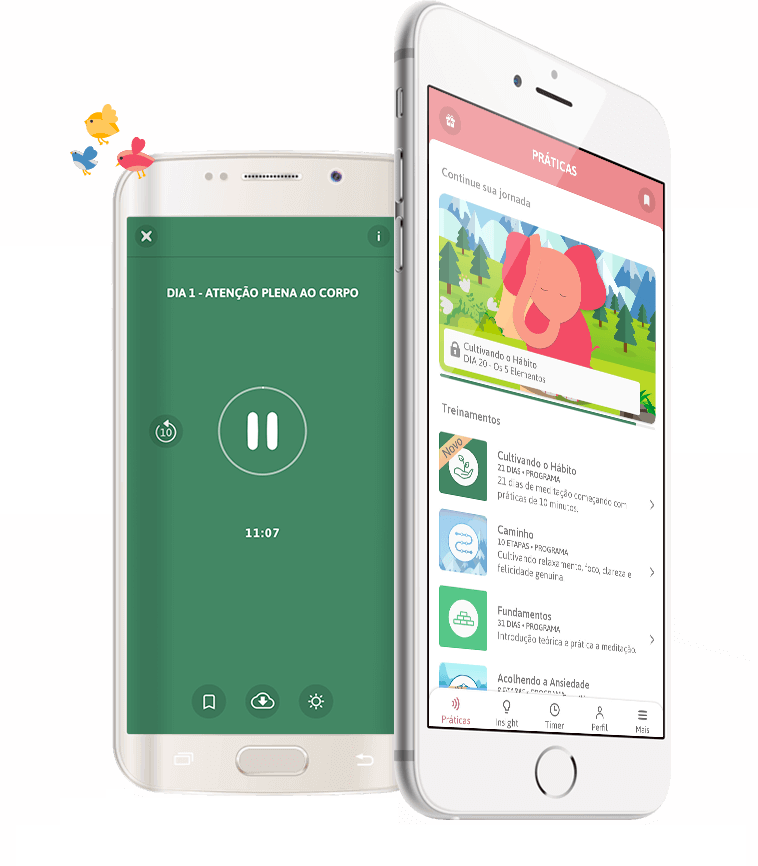 DIA 1 - ATENÇÃO PLENA AO CORPO
10
11:07
PRÁTICAS
Continue sua jornada
Cultivando o Hábito
DIA 20 - Os 5 Elementos
Treinamentos
Novo
Cultivando o Hábito
21 DIAS • PROGRAMA
21 dias de meditação começando com
práticas de 10 minutos.
Caminho
10 ETAPAS • PROGRAMA
Cultivando relaxamento, foco, clareza e
felicidade genuína
Fundamentos
31 DIAS • PROGRAMA
Introdução teórica e prática a meditação.
Acolhendo a Ansiedade
Práticas
Insight
Timer
Perfil
Mais